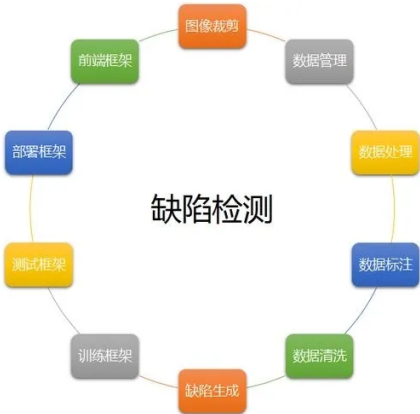 图像裁剪
数据管理
数据处理
数据标注
数据清洗
缺陷生成
训练框架
测试框架
部署框架
前端框架
缺陷检测